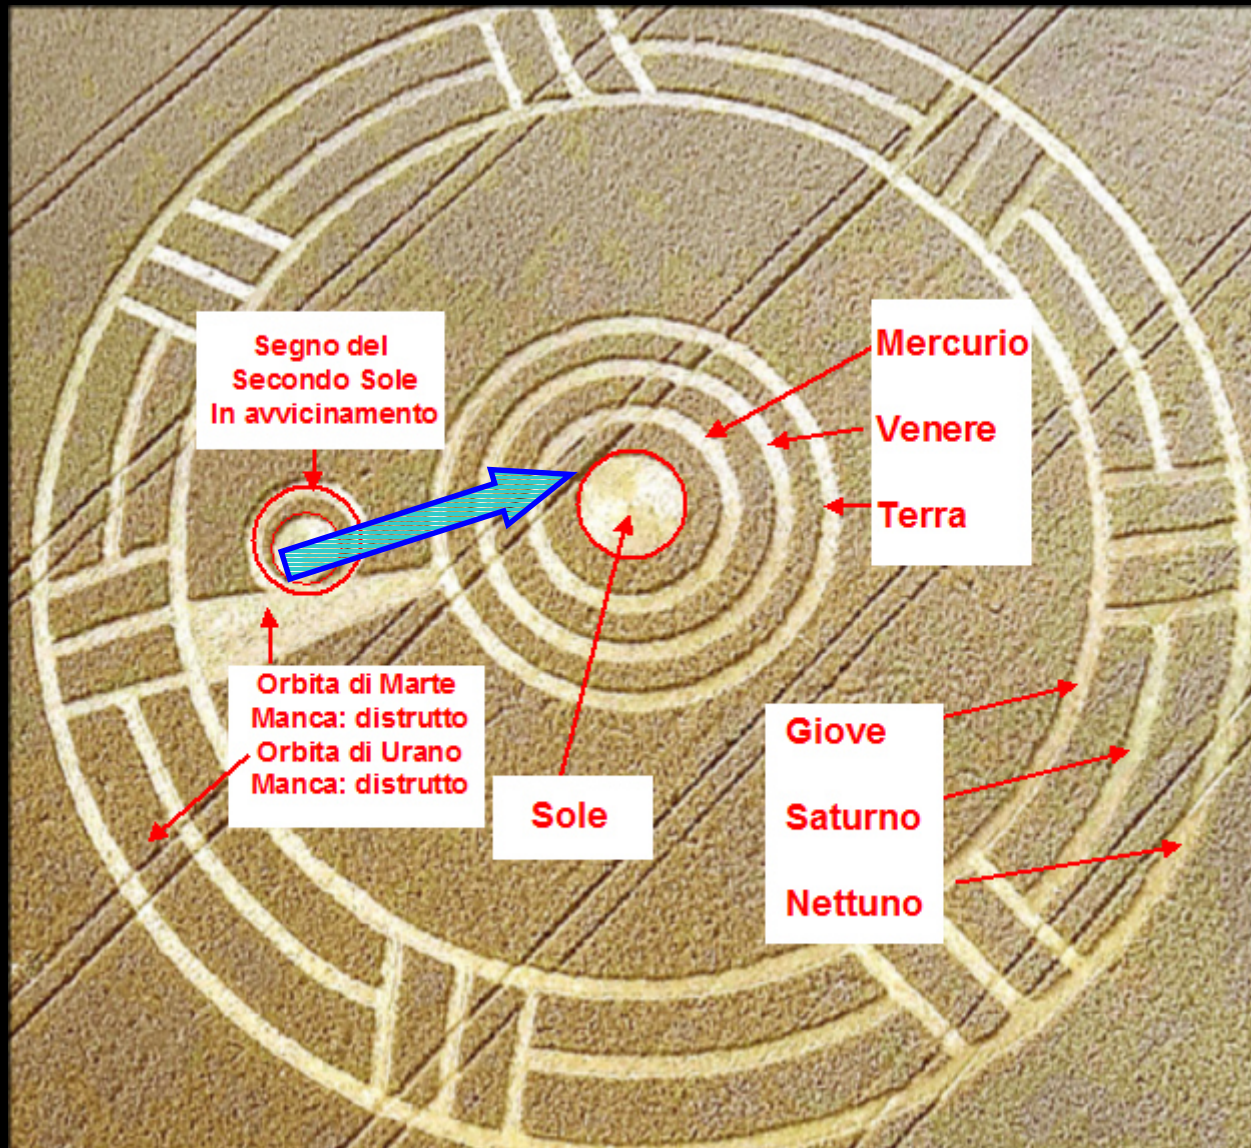 Segno del
Secondo Sole
In avvicinamento
Mercurio
Venere
Terra
Orbita di Marte
Manca: distrutto
Orbita di Urano
Manca: distrutto
Sole
Giove
Saturno
Nettuno